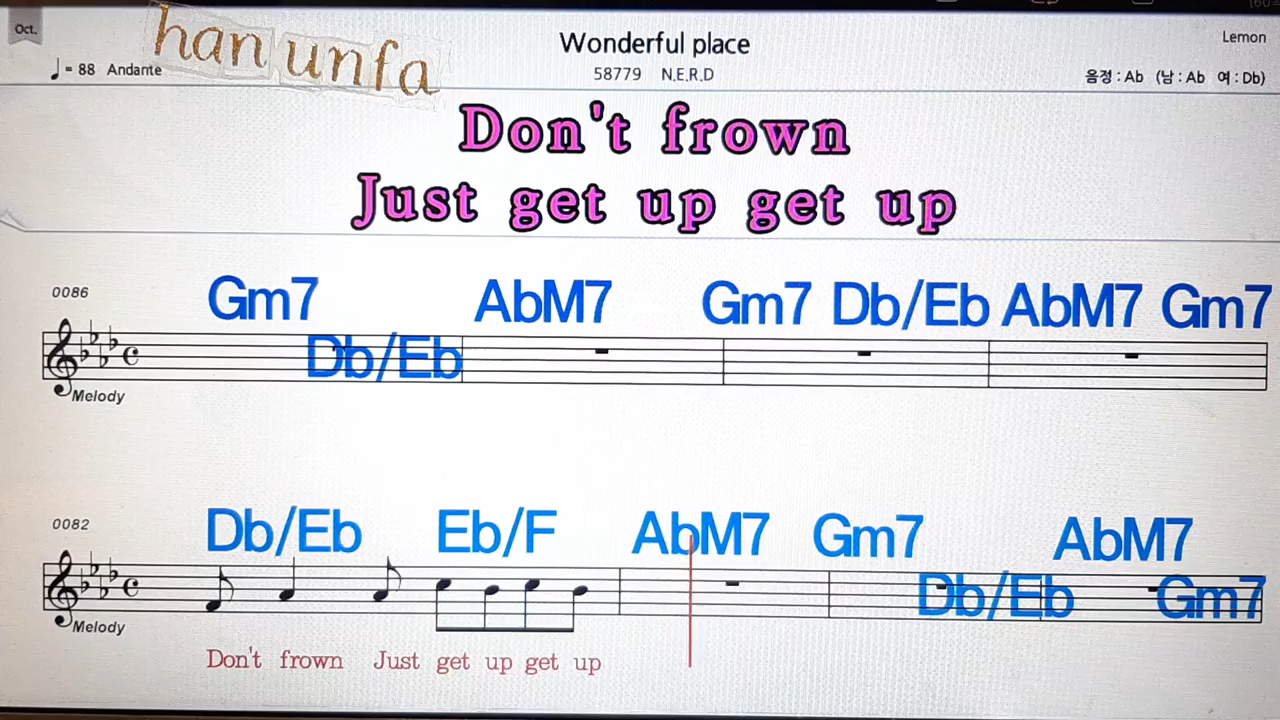 Oct.
han unfa
Wonderful place
Lemon
♩= 88 Andante
58779 N.E.R.D
음정 : Ab (남 : Ab 여 : Db)
Don't frown
Just get up get up
0086
Gm7 Db/Eb AbM7 Gm7 Db/Eb AbM7 Gm7
Melody
0082
Db/Eb Eb/F AbM7 Gm7 Db/Eb AbM7 Gm7
Melody
Don't frown Just get up get up